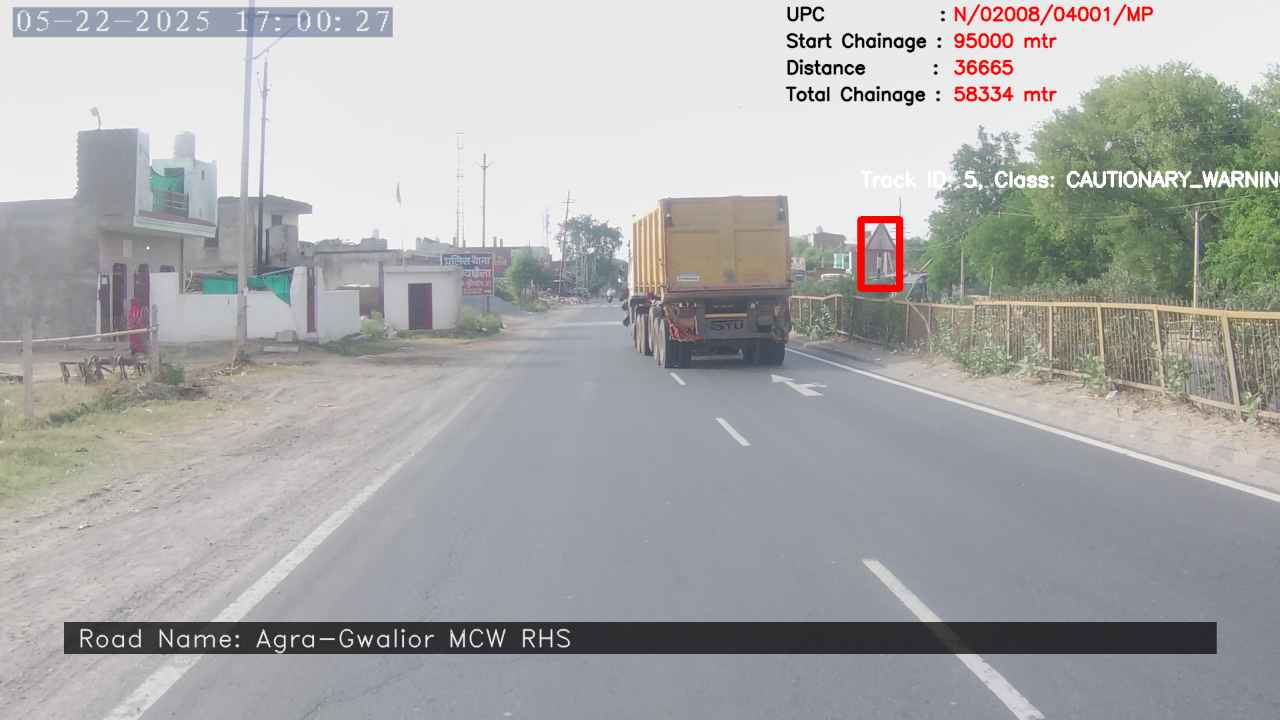 05-22-2025 17:00:27
UPC : N/02008/04001/MP
Start Chainage : 95000 mtr
Distance : 36665
Total Chainage : 58334 mtr
Track ID: 5, Class: CAUTIONARY_WARNIN
पुलिस थाना
Road Name: Agra-Gwalior MCW RHS